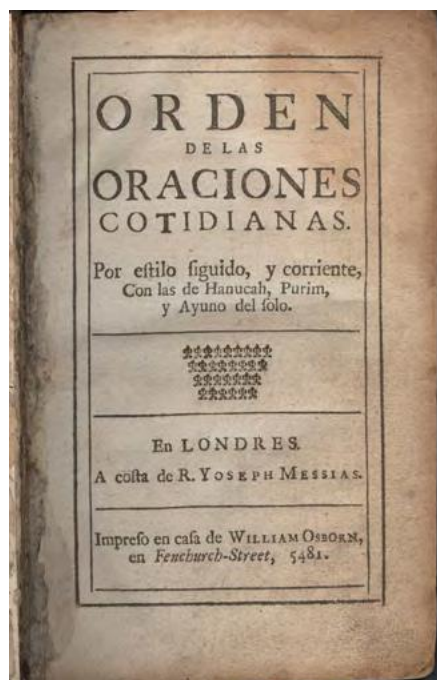 ORDEN
DE LAS
ORACIONES
COTIDIANAS.
Por eſtilo ſiguido, y corriente,
Con las de Hanucah, Purim,
y Ayuno del ſolo.
En LONDRES.
A coſta de R. YOSEPH MESSIAS.
Impreſo en caſa de WILLIAM OSBORN,
en Fenchurch-Street, 5481.